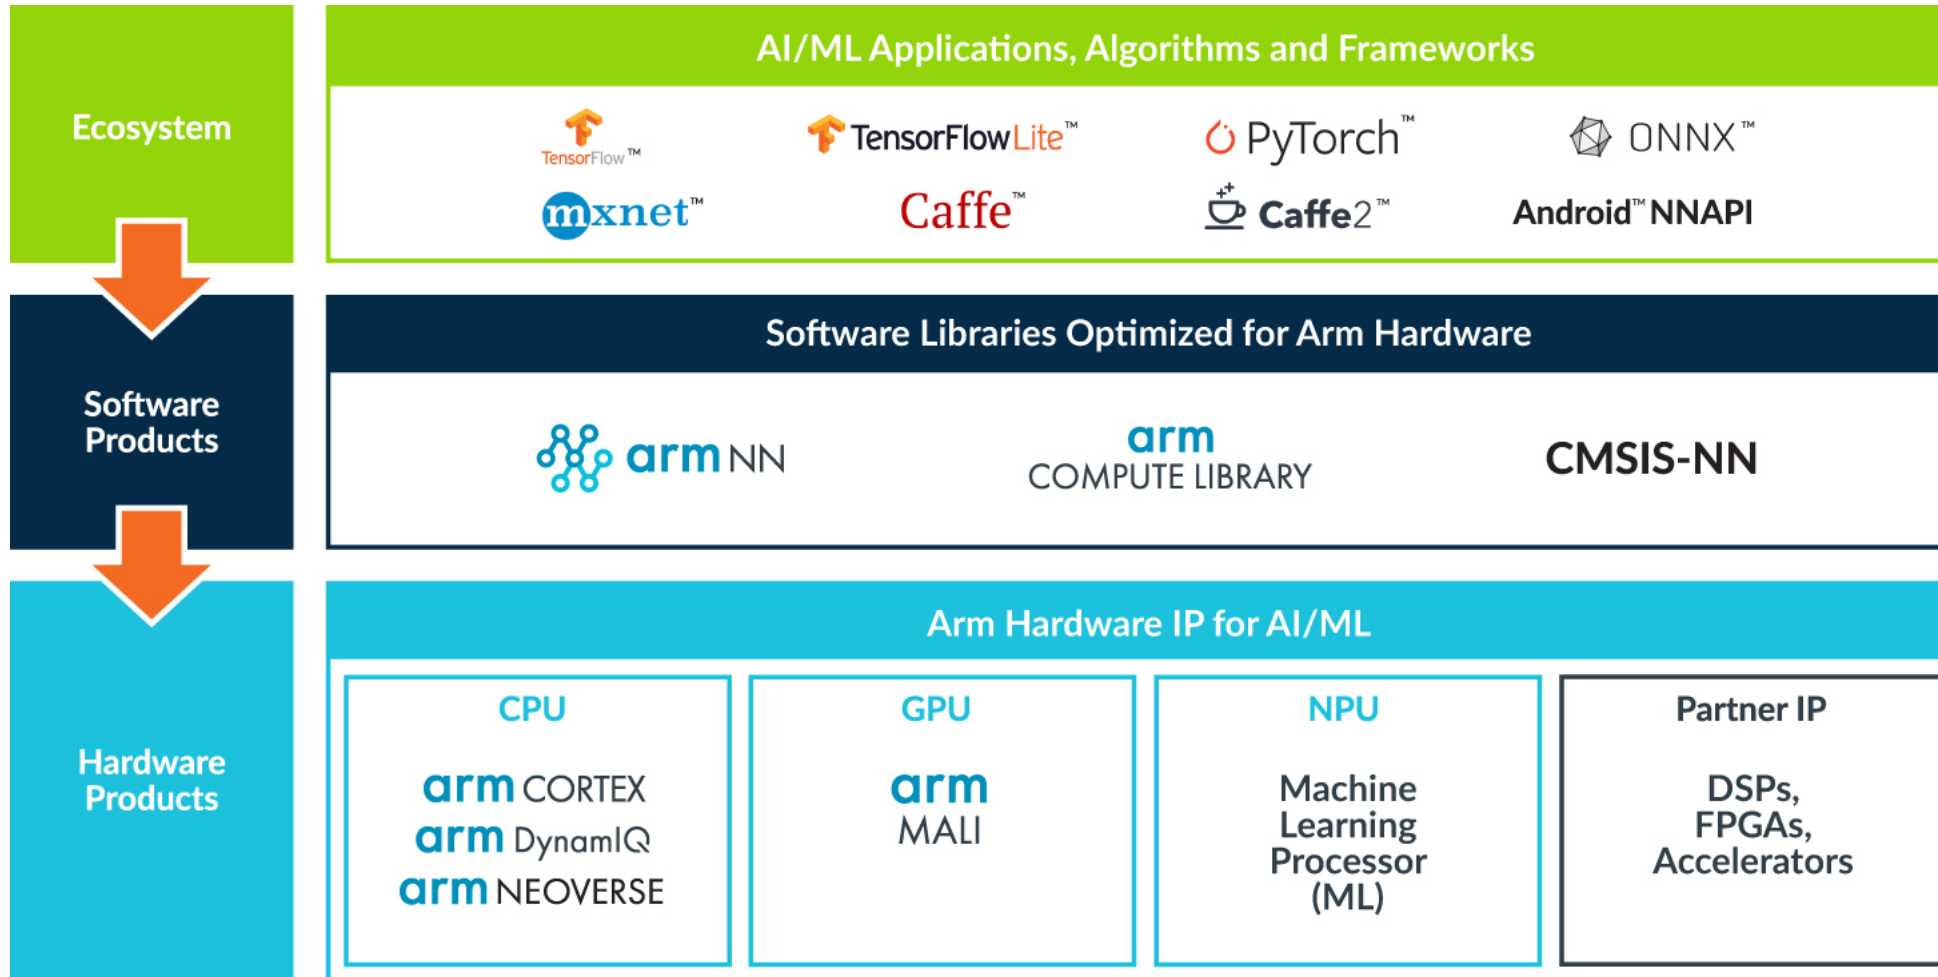 Ecosystem
AI/ML Applications, Algorithms and Frameworks
TensorFlow™
TensorFlowLite™
PyTorch™
ONNX™
mxnet™
Caffe™
Caffe2™
Android™ NNAPI
Software
Products
Software Libraries Optimized for Arm Hardware
arm NN
arm
COMPUTE LIBRARY
CMSIS-NN
Hardware
Products
Arm Hardware IP for AI/ML
CPU
arm CORTEX
arm DynamIQ
arm NEOVERSE
GPU
arm
MALI
NPU
Machine
Learning
Processor
(ML)
Partner IP
DSPs,
FPGAs,
Accelerators